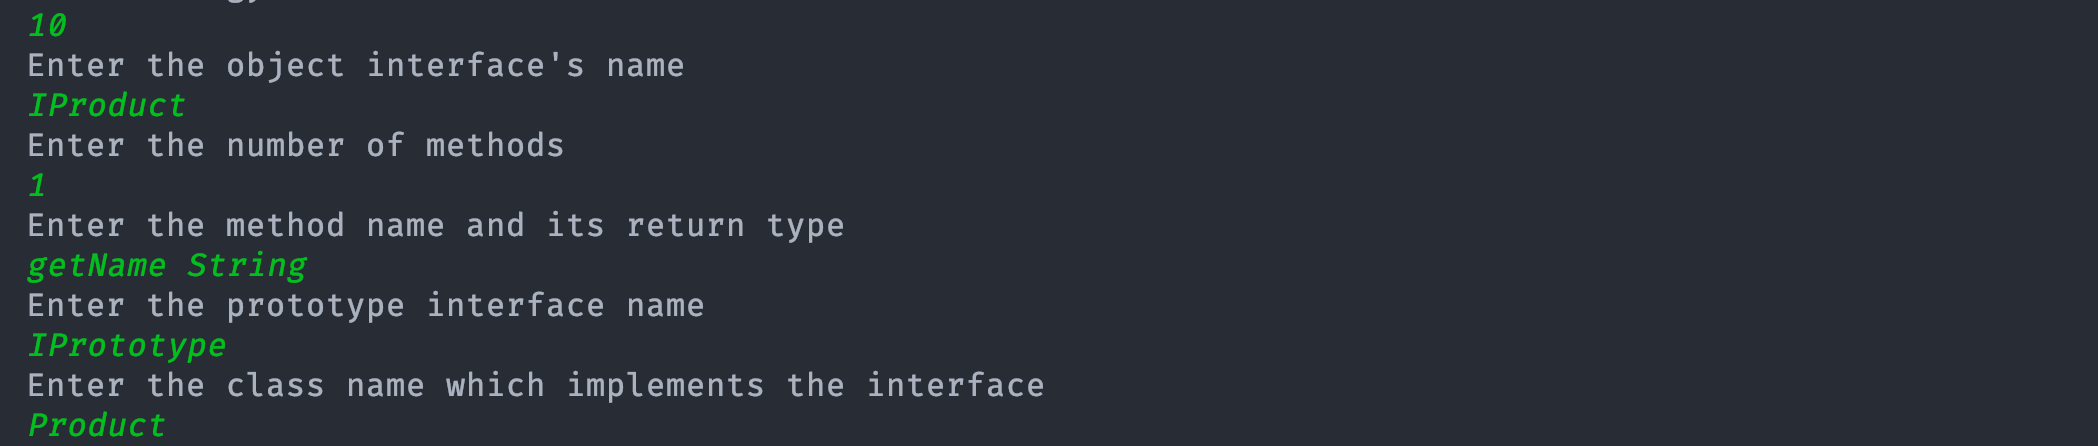 10
Enter the object interface's name
IProduct
Enter the number of methods
1
Enter the method name and its return type
getName String
Enter the prototype interface name
IPrototype
Enter the class name which implements the interface
Product